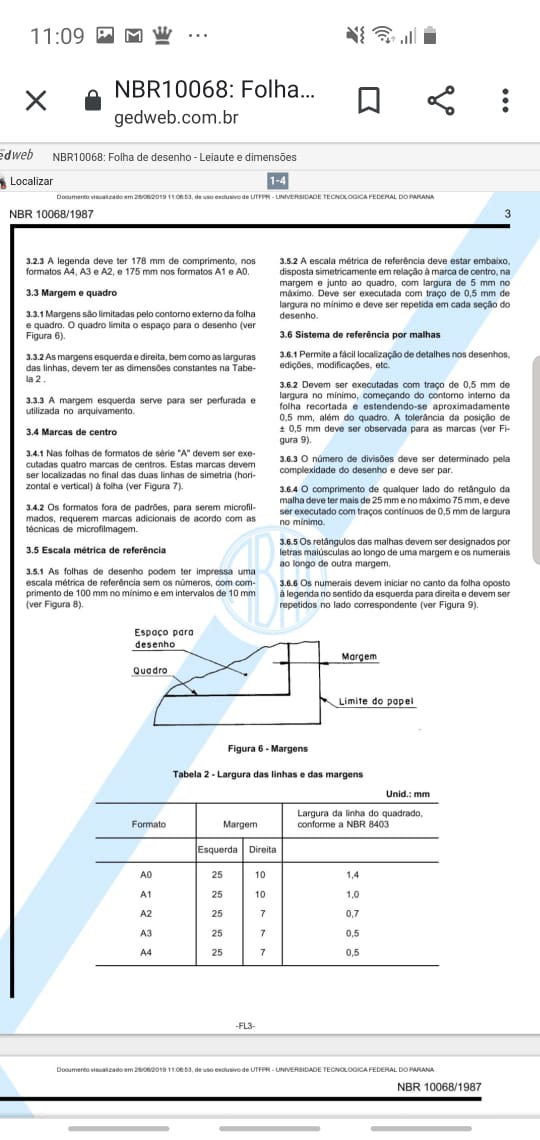 11:09
NBR10068: Folha...
gedweb.com.br
edweb NBR10068: Folha de desenho - Leiaute e dimensões
Localizar
1-4
Documento visualizado em 28/08/2019 11:08:53, de uso exclusivo de UTFPR - UNIVERSIDADE TECNOLOGICA FEDERAL DO PARANA
NBR 10068/1987
3
3.2.3 A legenda deve ter 178 mm de comprimento, nos
formatos A4, A3 e A2, e 175 mm nos formatos A1 e A0.
3.3 Margem e quadro
3.3.1 Margens são limitadas pelo contorno externo da folha
e quadro. O quadro limita o espaço para o desenho (ver
Figura 6).
3.3.2 As margens esquerda e direita, bem como as larguras
das linhas, devem ter as dimensões constantes na Tabe-
la 2 .
3.3.3 A margem esquerda serve para ser perfurada e
utilizada no arquivamento.
3.4 Marcas de centro
3.4.1 Nas folhas de formatos de série "A" devem ser exe-
cutadas quatro marcas de centros. Estas marcas devem
ser localizadas no final das duas linhas de simetria (hori-
zontal e vertical) à folha (ver Figura 7).
3.4.2 Os formatos fora de padrões, para serem microfil-
mados, requerem marcas adicionais de acordo com as
técnicas de microfilmagem.
3.5 Escala métrica de referência
3.5.1 As folhas de desenho podem ter impressa uma
escala métrica de referência sem os números, com com-
primento de 100 mm no mínimo e em intervalos de 10 mm
(ver Figura 8).
3.5.2 A escala métrica de referência deve estar embaixo,
disposta simetricamente em relação à marca de centro, na
margem e junto ao quadro, com largura de 5 mm no
máximo. Deve ser executada com traço de 0,5 mm de
largura no mínimo e deve ser repetida em cada seção do
desenho.
3.6 Sistema de referência por malhas
3.6.1 Permite a fácil localização de detalhes nos desenhos,
edições, modificações, etc.
3.6.2 Devem ser executadas com traço de 0,5 mm de
largura no mínimo, começando do contorno interno da
folha recortada e estendendo-se aproximadamente
0,5 mm, além do quadro. A tolerância da posição de
± 0,5 mm deve ser observada para as marcas (ver Fi-
gura 9).
3.6.3 O número de divisões deve ser determinado pela
complexidade do desenho e deve ser par.
3.6.4 O comprimento de qualquer lado do retângulo da
malha deve ter mais de 25 mm e no máximo 75 mm, e deve
ser executado com traços contínuos de 0,5 mm de largura
no mínimo.
3.6.5 Os retângulos das malhas devem ser designados por
letras maiúsculas ao longo de uma margem e os numerais
ao longo de outra margem.
3.6.6 Os numerais devem iniciar no canto da folha oposto
à legenda no sentido da esquerda para direita e devem ser
repetidos no lado correspondente (ver Figura 9).
Espaço para
desenho
Quadro
Margem
Limite do papel
Figura 6 - Margens
Tabela 2 - Largura das linhas e das margens
Unid.: mm
Formato Margem Largura da linha do quadrado,
conforme a NBR 8403
Esquerda Direita
A0 25 10 1,4
A1 25 10 1,0
A2 25 7 0,7
A3 25 7 0,5
A4 25 7 0,5
-FL3-
Documento visualizado em 28/08/2019 11:08:53, de uso exclusivo de UTFPR - UNIVERSIDADE TECNOLOGICA FEDERAL DO PARANA
NBR 10068/1987